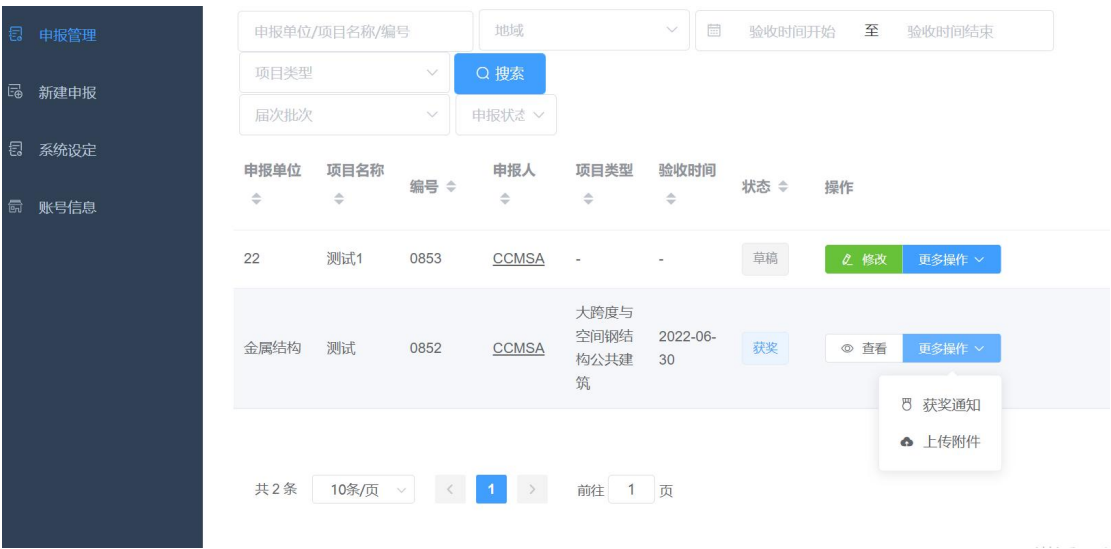 申报管理
新建申报
系统设定
账号信息
申报单位/项目名称/编号
地域
验收时间开始 至 验收时间结束
项目类型
搜索
届次批次
申报状态
申报单位 项目名称 编号 申报人 项目类型 验收时间 状态 操作
22 测试1 0853 CCMSA - - 草稿 修改 更多操作
金属结构 测试 0852 CCMSA 大跨度与
空间钢结
构公共建
筑
2022-06-
30
获奖 查看 更多操作
获奖通知
上传附件
共 2 条 10条/页 1 前往 1 页